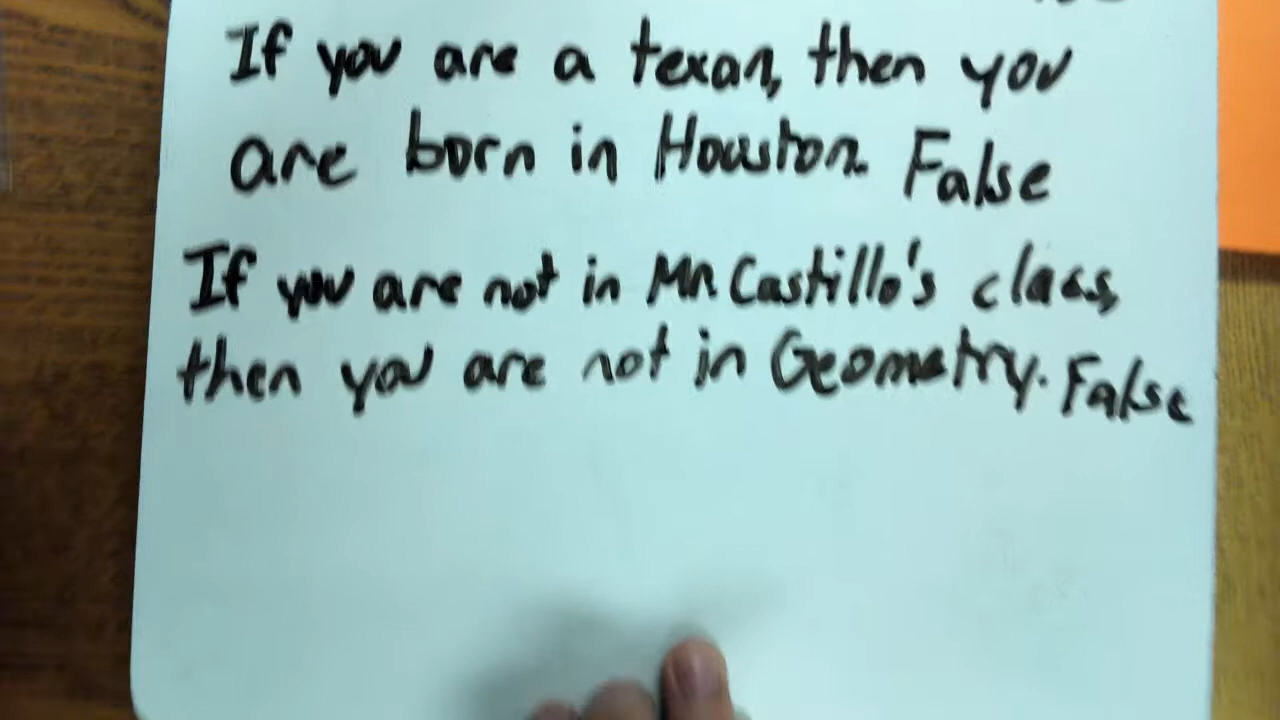 If you are a texan, then you
are born in Houston. False
If you are not in Mr. Castillo's class,
then you are not in Geometry. False